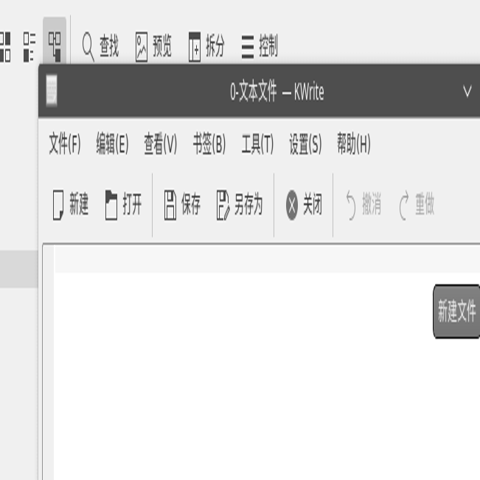 查找 预览 拆分 控制
0-文本文件 — KWrite
文件(F) 编辑(E) 查看(V) 书签(B) 工具(T) 设置(S) 帮助(H)
新建 打开 保存 另存为 关闭 撤消 重做
新建文件